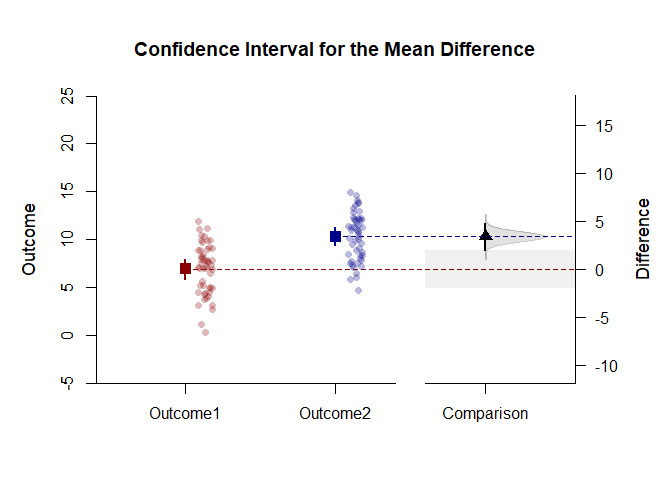 Confidence Interval for the Mean Difference
Outcome
25
20
15
10
5
0
-5
Outcome1
Outcome2
Comparison
15
10
5
0
-5
-10
Difference